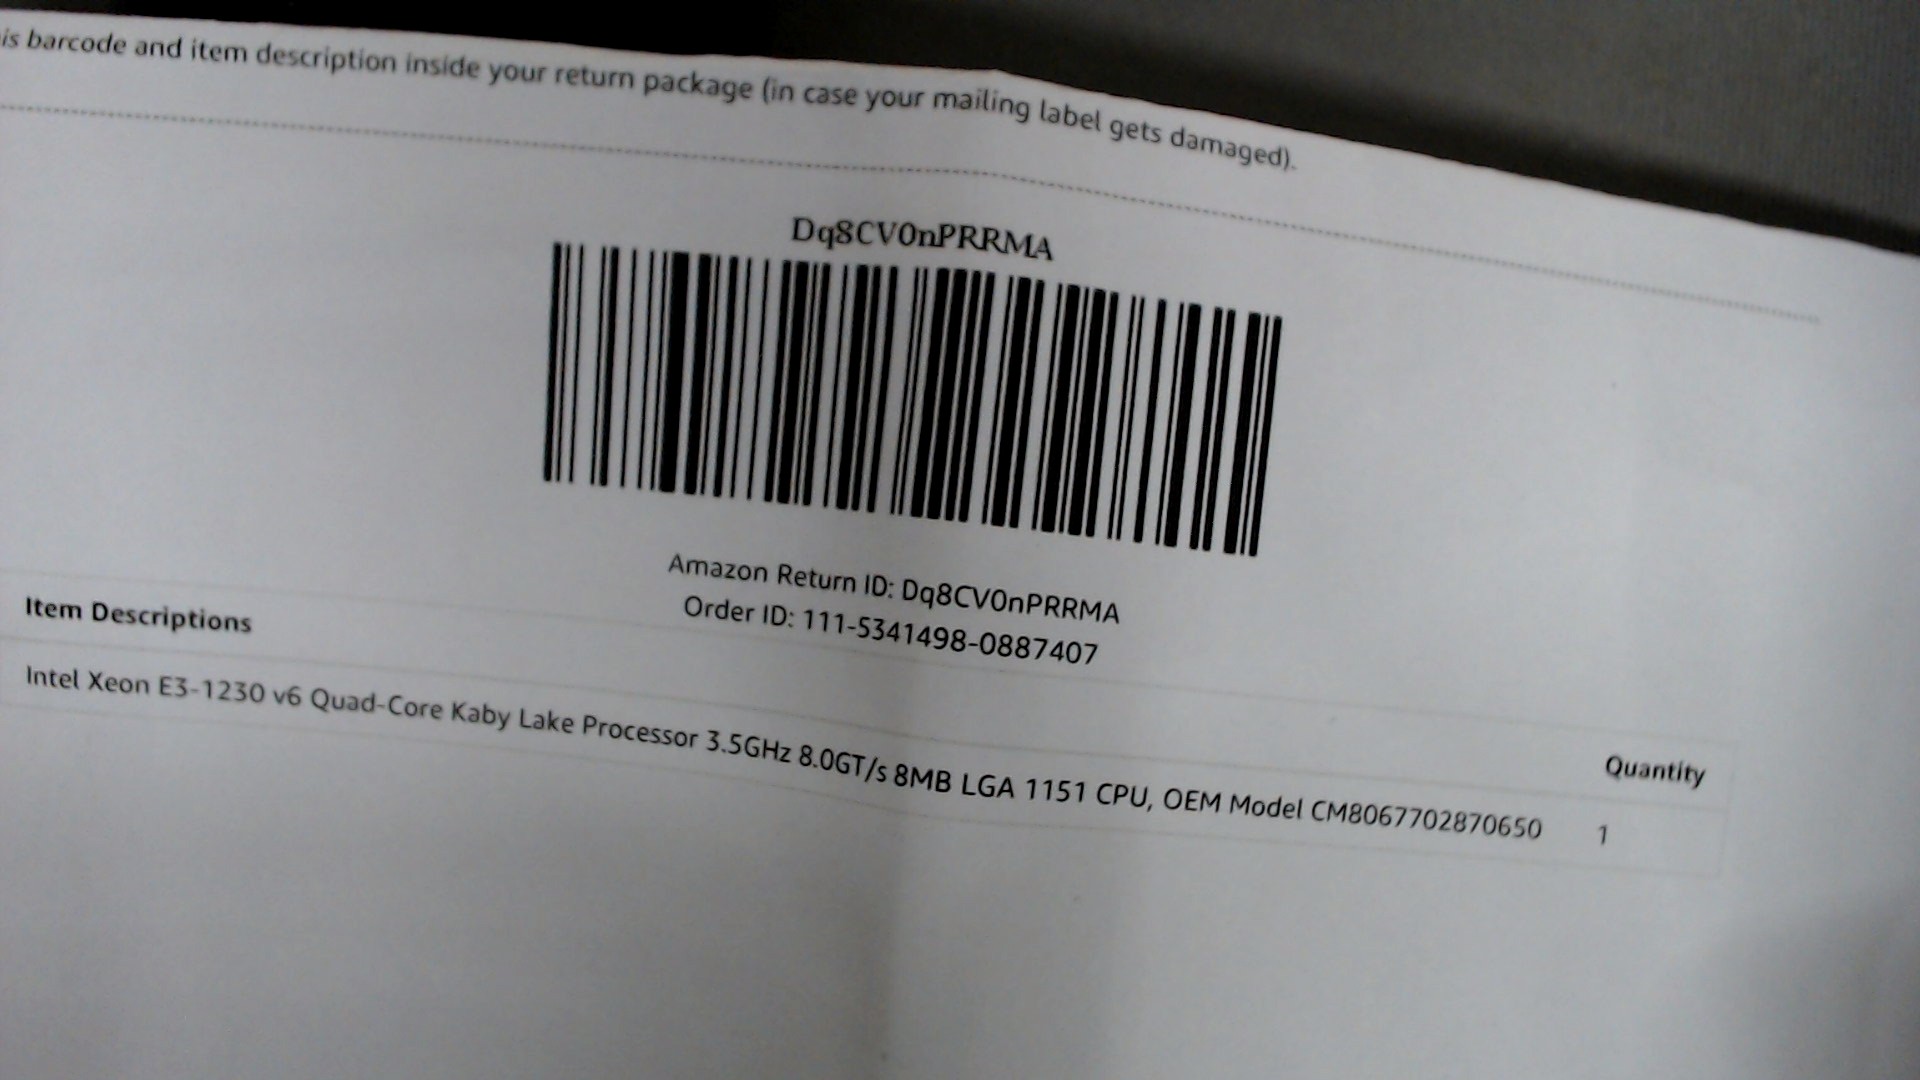 is barcode and item description inside your return package (in case your mailing label gets damaged).
Dq8CV0nPRRMA
Amazon Return ID: Dq8CV0nPRRMA
Order ID: 111-5341498-0887407
Item Descriptions
Quantity
Intel Xeon E3-1230 v6 Quad-Core Kaby Lake Processor 3.5GHz 8.0GT/s 8MB LGA 1151 CPU, OEM Model CM8067702870650 1